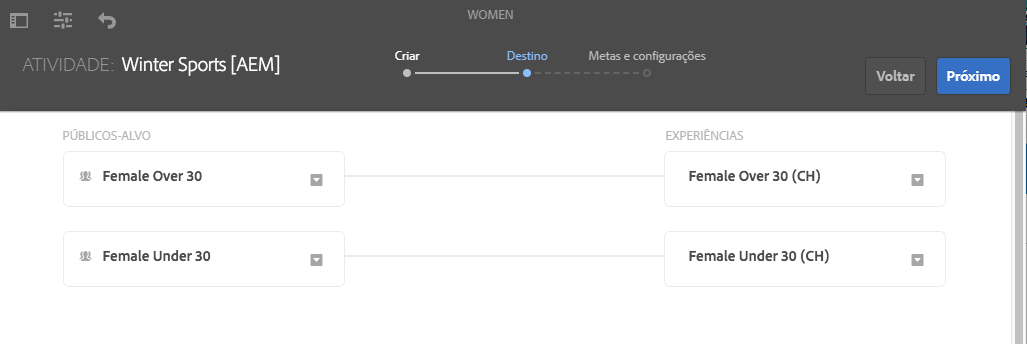 WOMEN
Criar Destino Metas e configurações
ATIVIDADE: Winter Sports [AEM]
Voltar Próximo
PÚBLICOS-ALVO EXPERIÊNCIAS
Female Over 30 Female Over 30 (CH)
Female Under 30 Female Under 30 (CH)